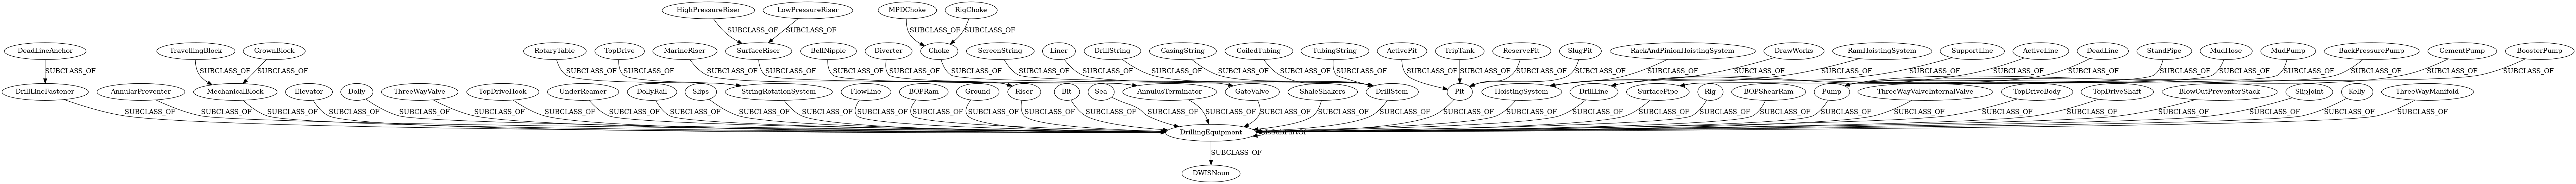 HighPressureRiser LowPressureRiser MPDChoke RigChoke
SUBCLASS_OF SUBCLASS_OF SUBCLASS_OF SUBCLASS_OF
DeadLineAnchor TravellingBlock CrownBlock RotaryTable TopDrive MarineRiser SurfaceRiser BellNipple Diverter Choke ScreenString Liner DrillString CasingString CoiledTubing TubingString ActivePit TripTank ReservePit SlugPit RackAndPinionHoistingSystem DrawWorks RamHoistingSystem SupportLine ActiveLine DeadLine StandPipe MudHose MudPump BackPressurePump CementPump BoosterPump
SUBCLASS_OF SUBCLASS_OF SUBCLASS_OF SUBCLASS_OF SUBCLASS_OF SUBCLASS_OF SUBCLASS_OF SUBCLASS_OF SUBCLASS_OF SUBCLASS_OF SUBCLASS_OF SUBCLASS_OF SUBCLASS_OF SUBCLASS_OF SUBCLASS_OF SUBCLASS_OF SUBCLASS_OF SUBCLASS_OF SUBCLASS_OF SUBCLASS_OF SUBCLASS_OF SUBCLASS_OF SUBCLASS_OF SUBCLASS_OF SUBCLASS_OF SUBCLASS_OF SUBCLASS_OF SUBCLASS_OF SUBCLASS_OF SUBCLASS_OF SUBCLASS_OF SUBCLASS_OF
DrillLineFastener AnnularPreventer MechanicalBlock Elevator Dolly ThreeWayValve TopDriveHook UnderReamer DollyRail Slips StringRotationSystem FlowLine BOPRam Ground Riser Bit Sea AnnulusTerminator GateValve ShaleShakers DrillStem Pit HoistingSystem DrillLine SurfacePipe Rig BOPShearRam Pump ThreeWayValveInternalValve TopDriveBody TopDriveShaft BlowOutPreventerStack SlipJoint Kelly ThreeWayManifold
SUBCLASS_OF SUBCLASS_OF SUBCLASS_OF SUBCLASS_OF SUBCLASS_OF SUBCLASS_OF SUBCLASS_OF SUBCLASS_OF SUBCLASS_OF SUBCLASS_OF SUBCLASS_OF SUBCLASS_OF SUBCLASS_OF SUBCLASS_OF SUBCLASS_OF SUBCLASS_OF SUBCLASS_OF SUBCLASS_OF SUBCLASS_OF SUBCLASS_OF SUBCLASS_OF SUBCLASS_OF SUBCLASS_OF SUBCLASS_OF SUBCLASS_OF SUBCLASS_OF SUBCLASS_OF SUBCLASS_OF SUBCLASS_OF SUBCLASS_OF SUBCLASS_OF SUBCLASS_OF SUBCLASS_OF SUBCLASS_OF SUBCLASS_OF
DrillingEquipment
SUBCLASS_OF
DWISNoun